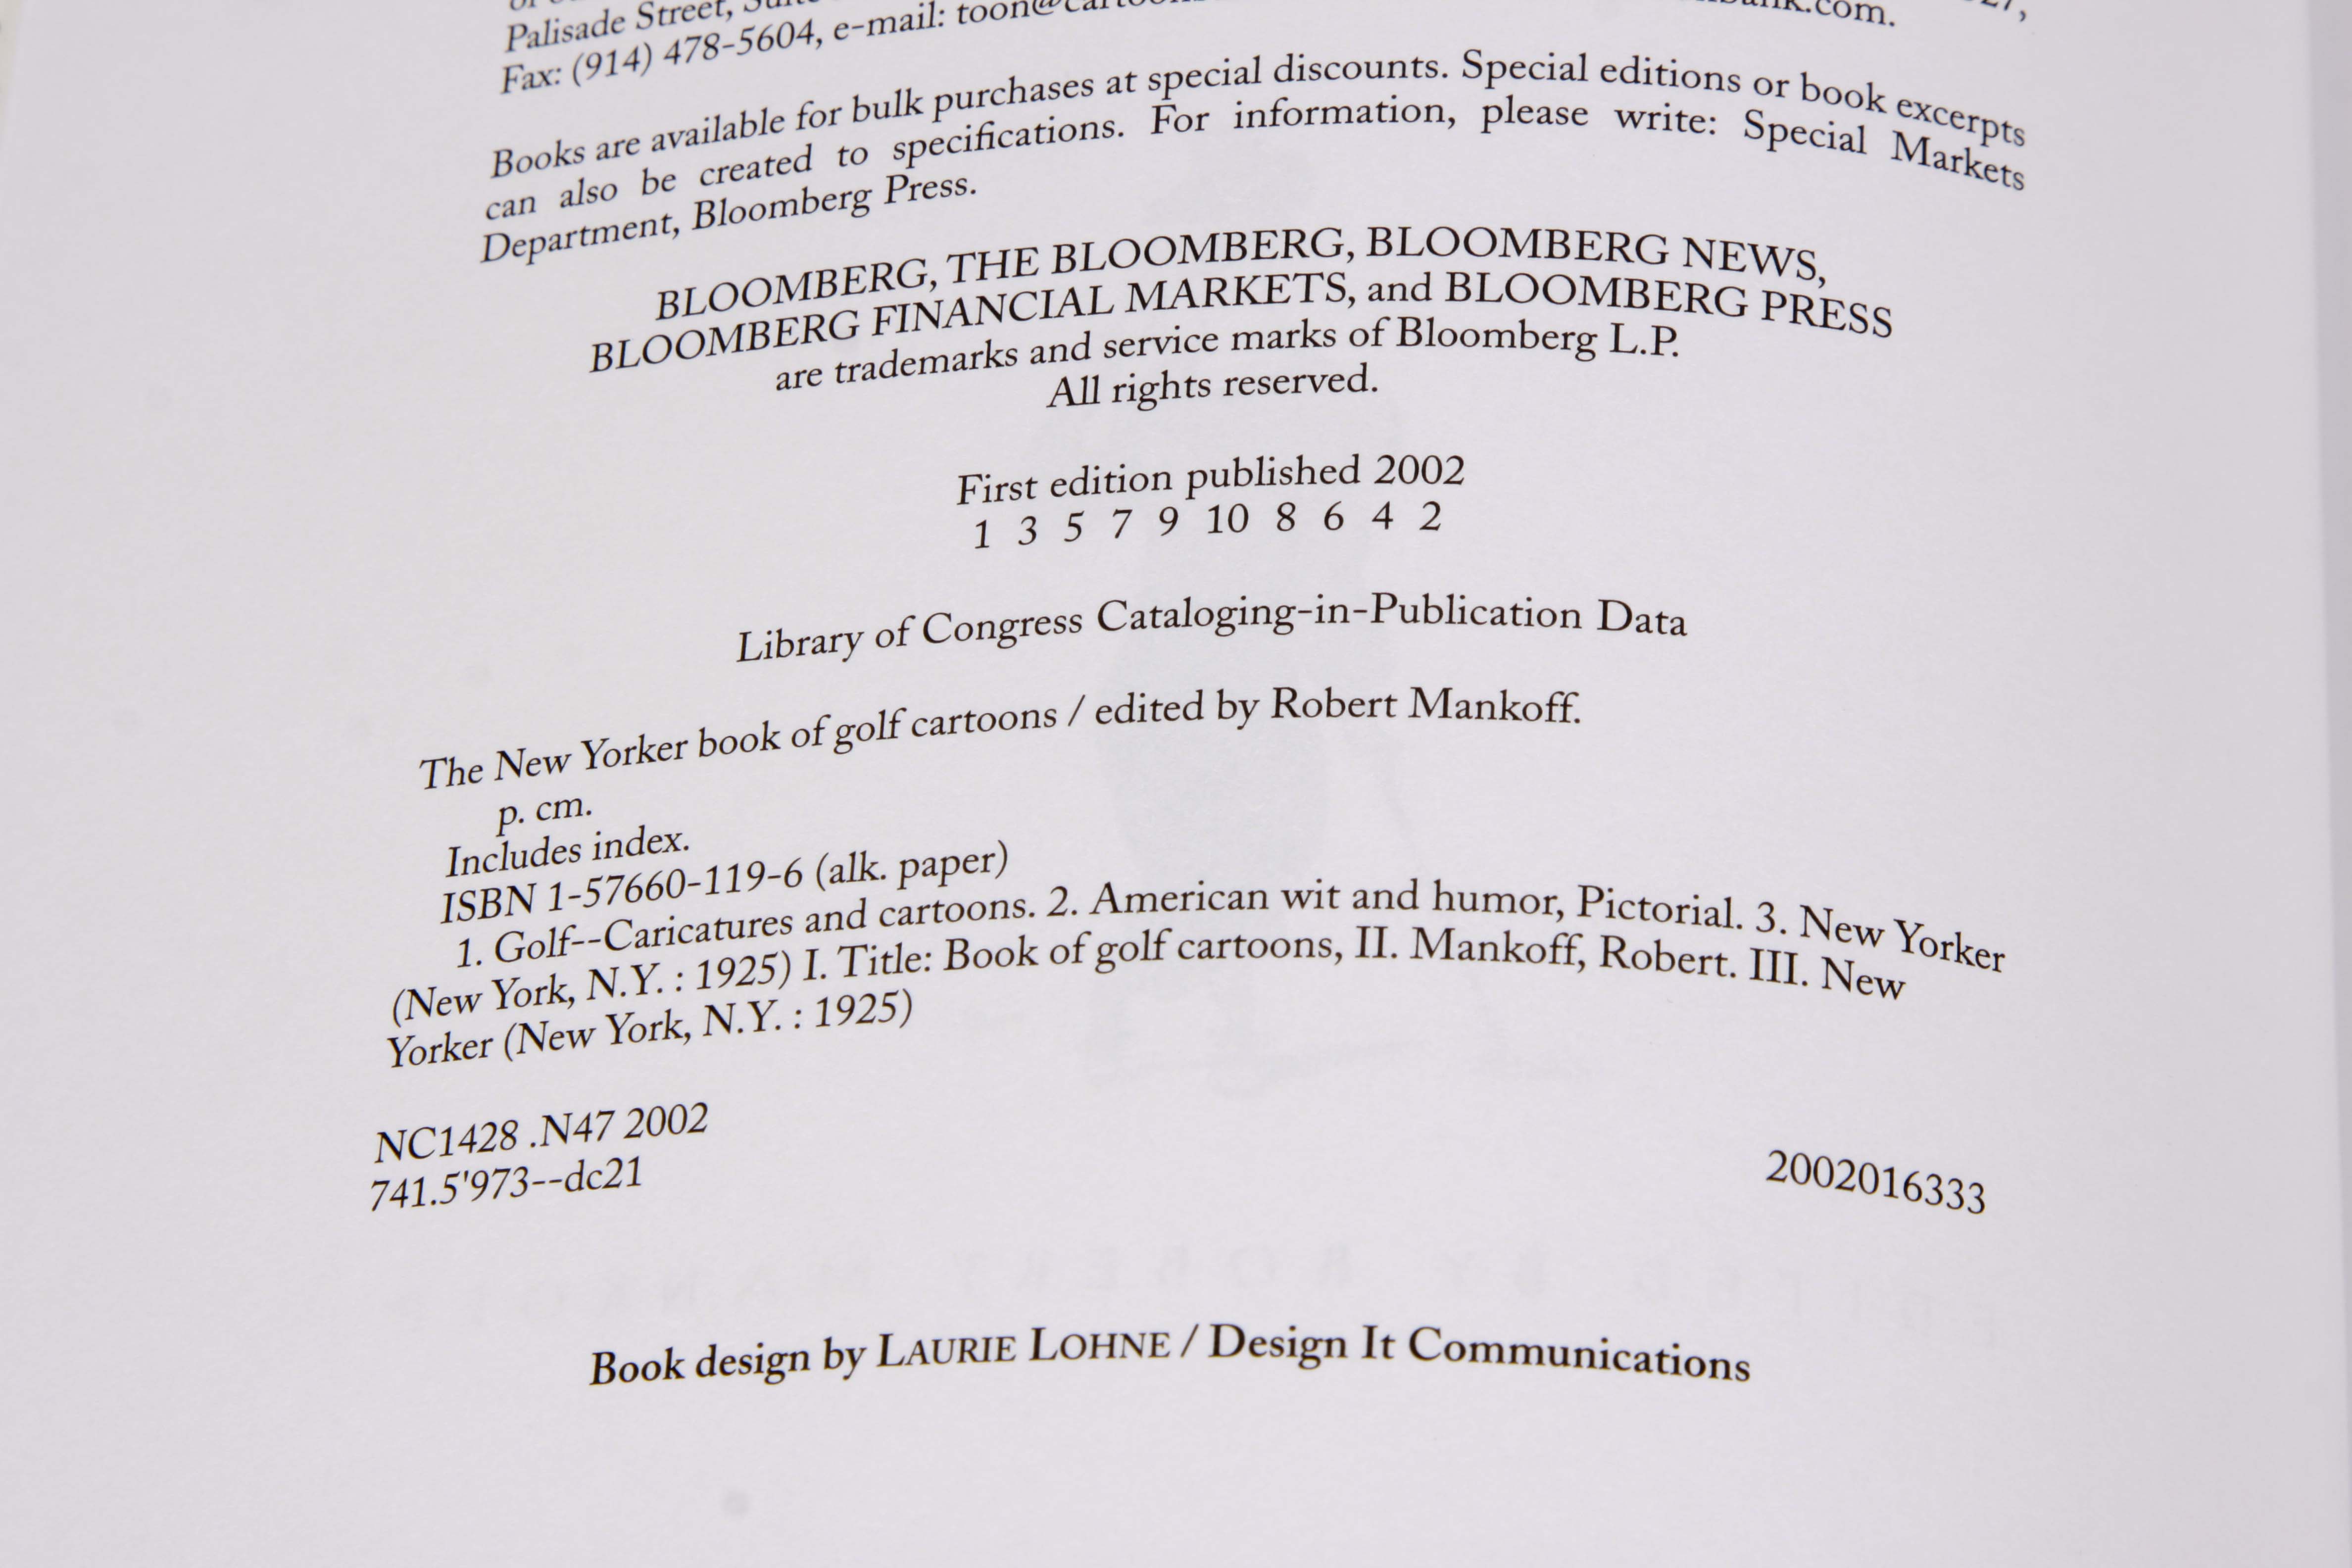 Palisade Street,
Fax: (914) 478-5604, e-mail:
Books are available for bulk purchases at special discounts. Special editions or book excerpts
can also be created to specifications. For information, please write: Special Markets
Department, Bloomberg Press.
BLOOMBERG, THE BLOOMBERG, BLOOMBERG NEWS,
BLOOMBERG FINANCIAL MARKETS, and BLOOMBERG PRESS
are trademarks and service marks of Bloomberg L.P.
All rights reserved.
First edition published 2002
1 3 5 7 9 10 8 6 4 2
Library of Congress Cataloging-in-Publication Data
The New Yorker book of golf cartoons / edited by Robert Mankoff.
p. cm.
Includes index.
ISBN 1-57660-119-6 (alk. paper)
1. Golf--Caricatures and cartoons. 2. American wit and humor, Pictorial. 3. New Yorker
(New York, N.Y. : 1925) I. Title: Book of golf cartoons, II. Mankoff, Robert. III. New
Yorker (New York, N.Y. : 1925)
NC1428 .N47 2002
741.5'973--dc21
2002016333
Book design by LAURIE LOHNE / Design It Communications